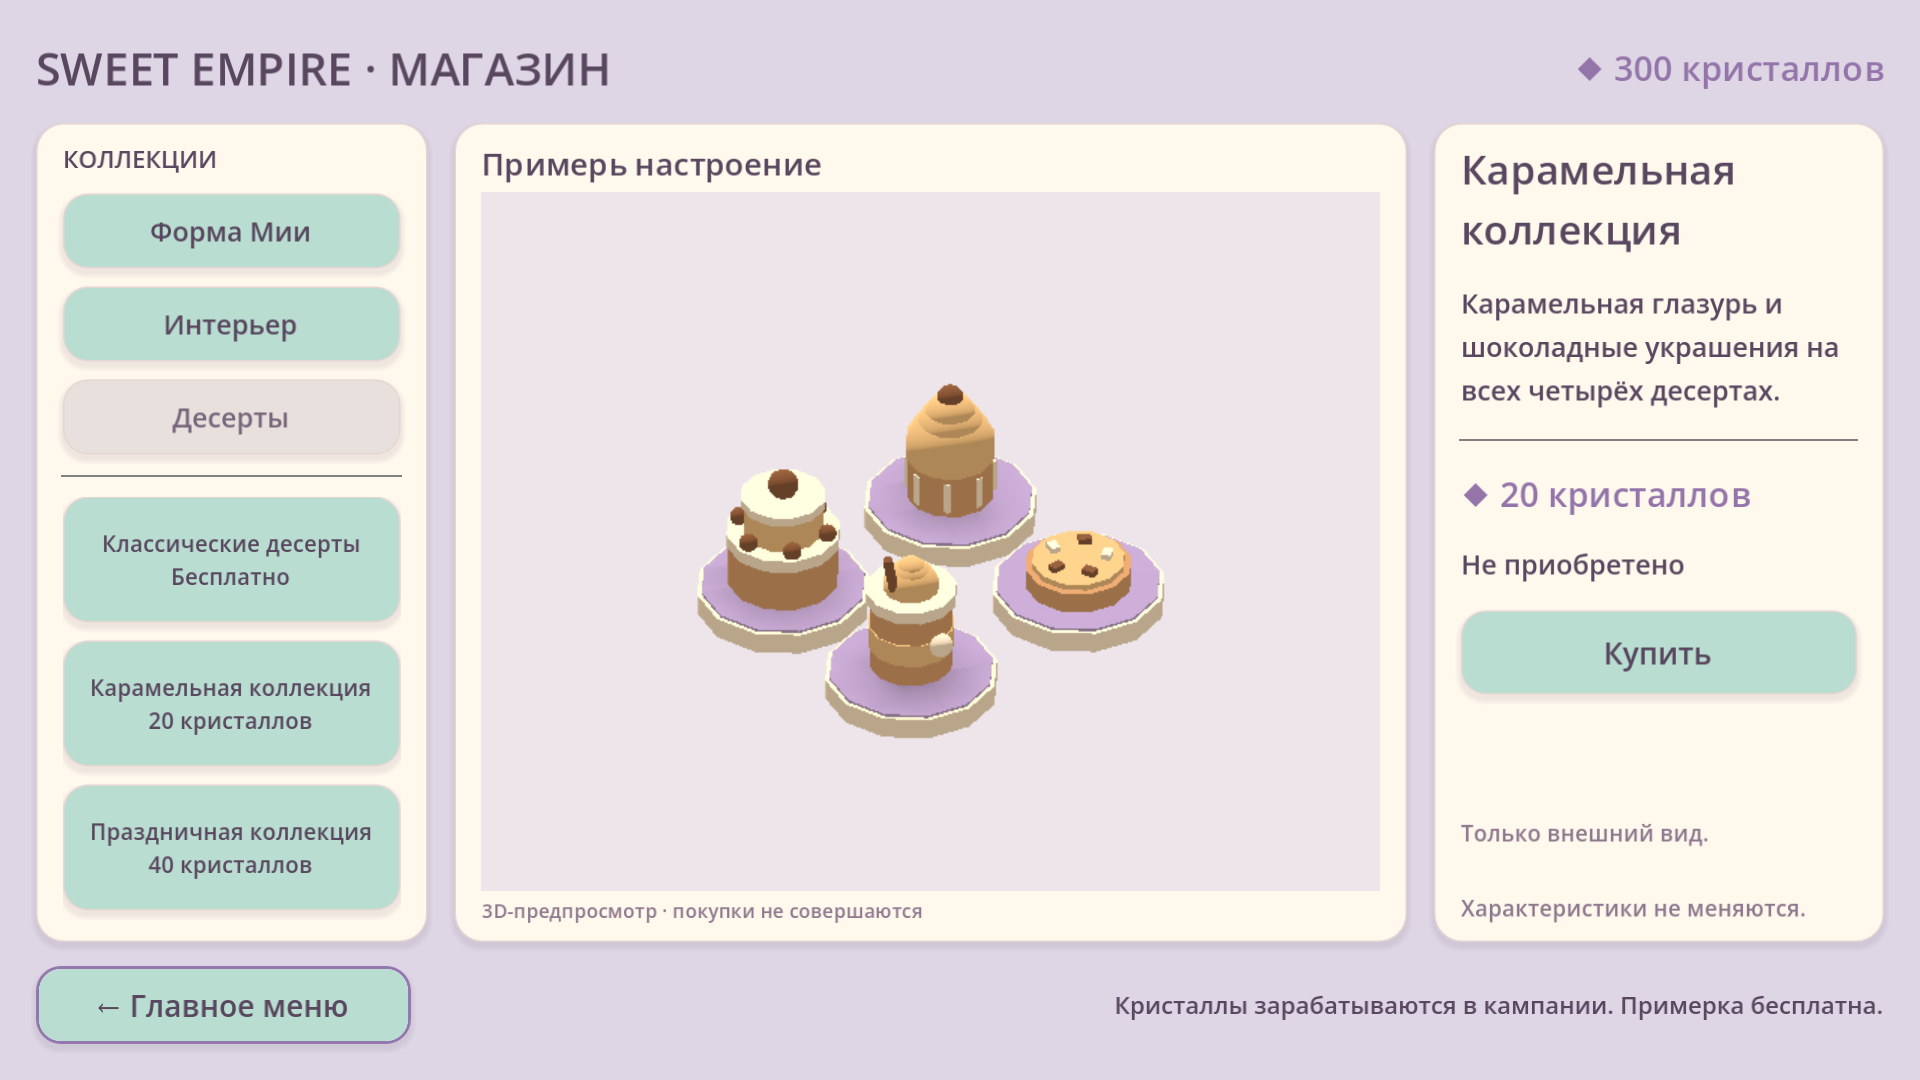 SWEET EMPIRE · МАГАЗИН
◆ 300 кристаллов
КОЛЛЕКЦИИ
Форма Мии
Интерьер
Десерты
Классические десерты
Бесплатно
Карамельная коллекция
20 кристаллов
Праздничная коллекция
40 кристаллов
Примерь настроение
3D-предпросмотр · покупки не совершаются
Карамельная
коллекция
Карамельная глазурь и
шоколадные украшения на
всех четырёх десертах.
◆ 20 кристаллов
Не приобретено
Купить
Только внешний вид.
Характеристики не меняются.
← Главное меню
Кристаллы зарабатываются в кампании. Примерка бесплатна.